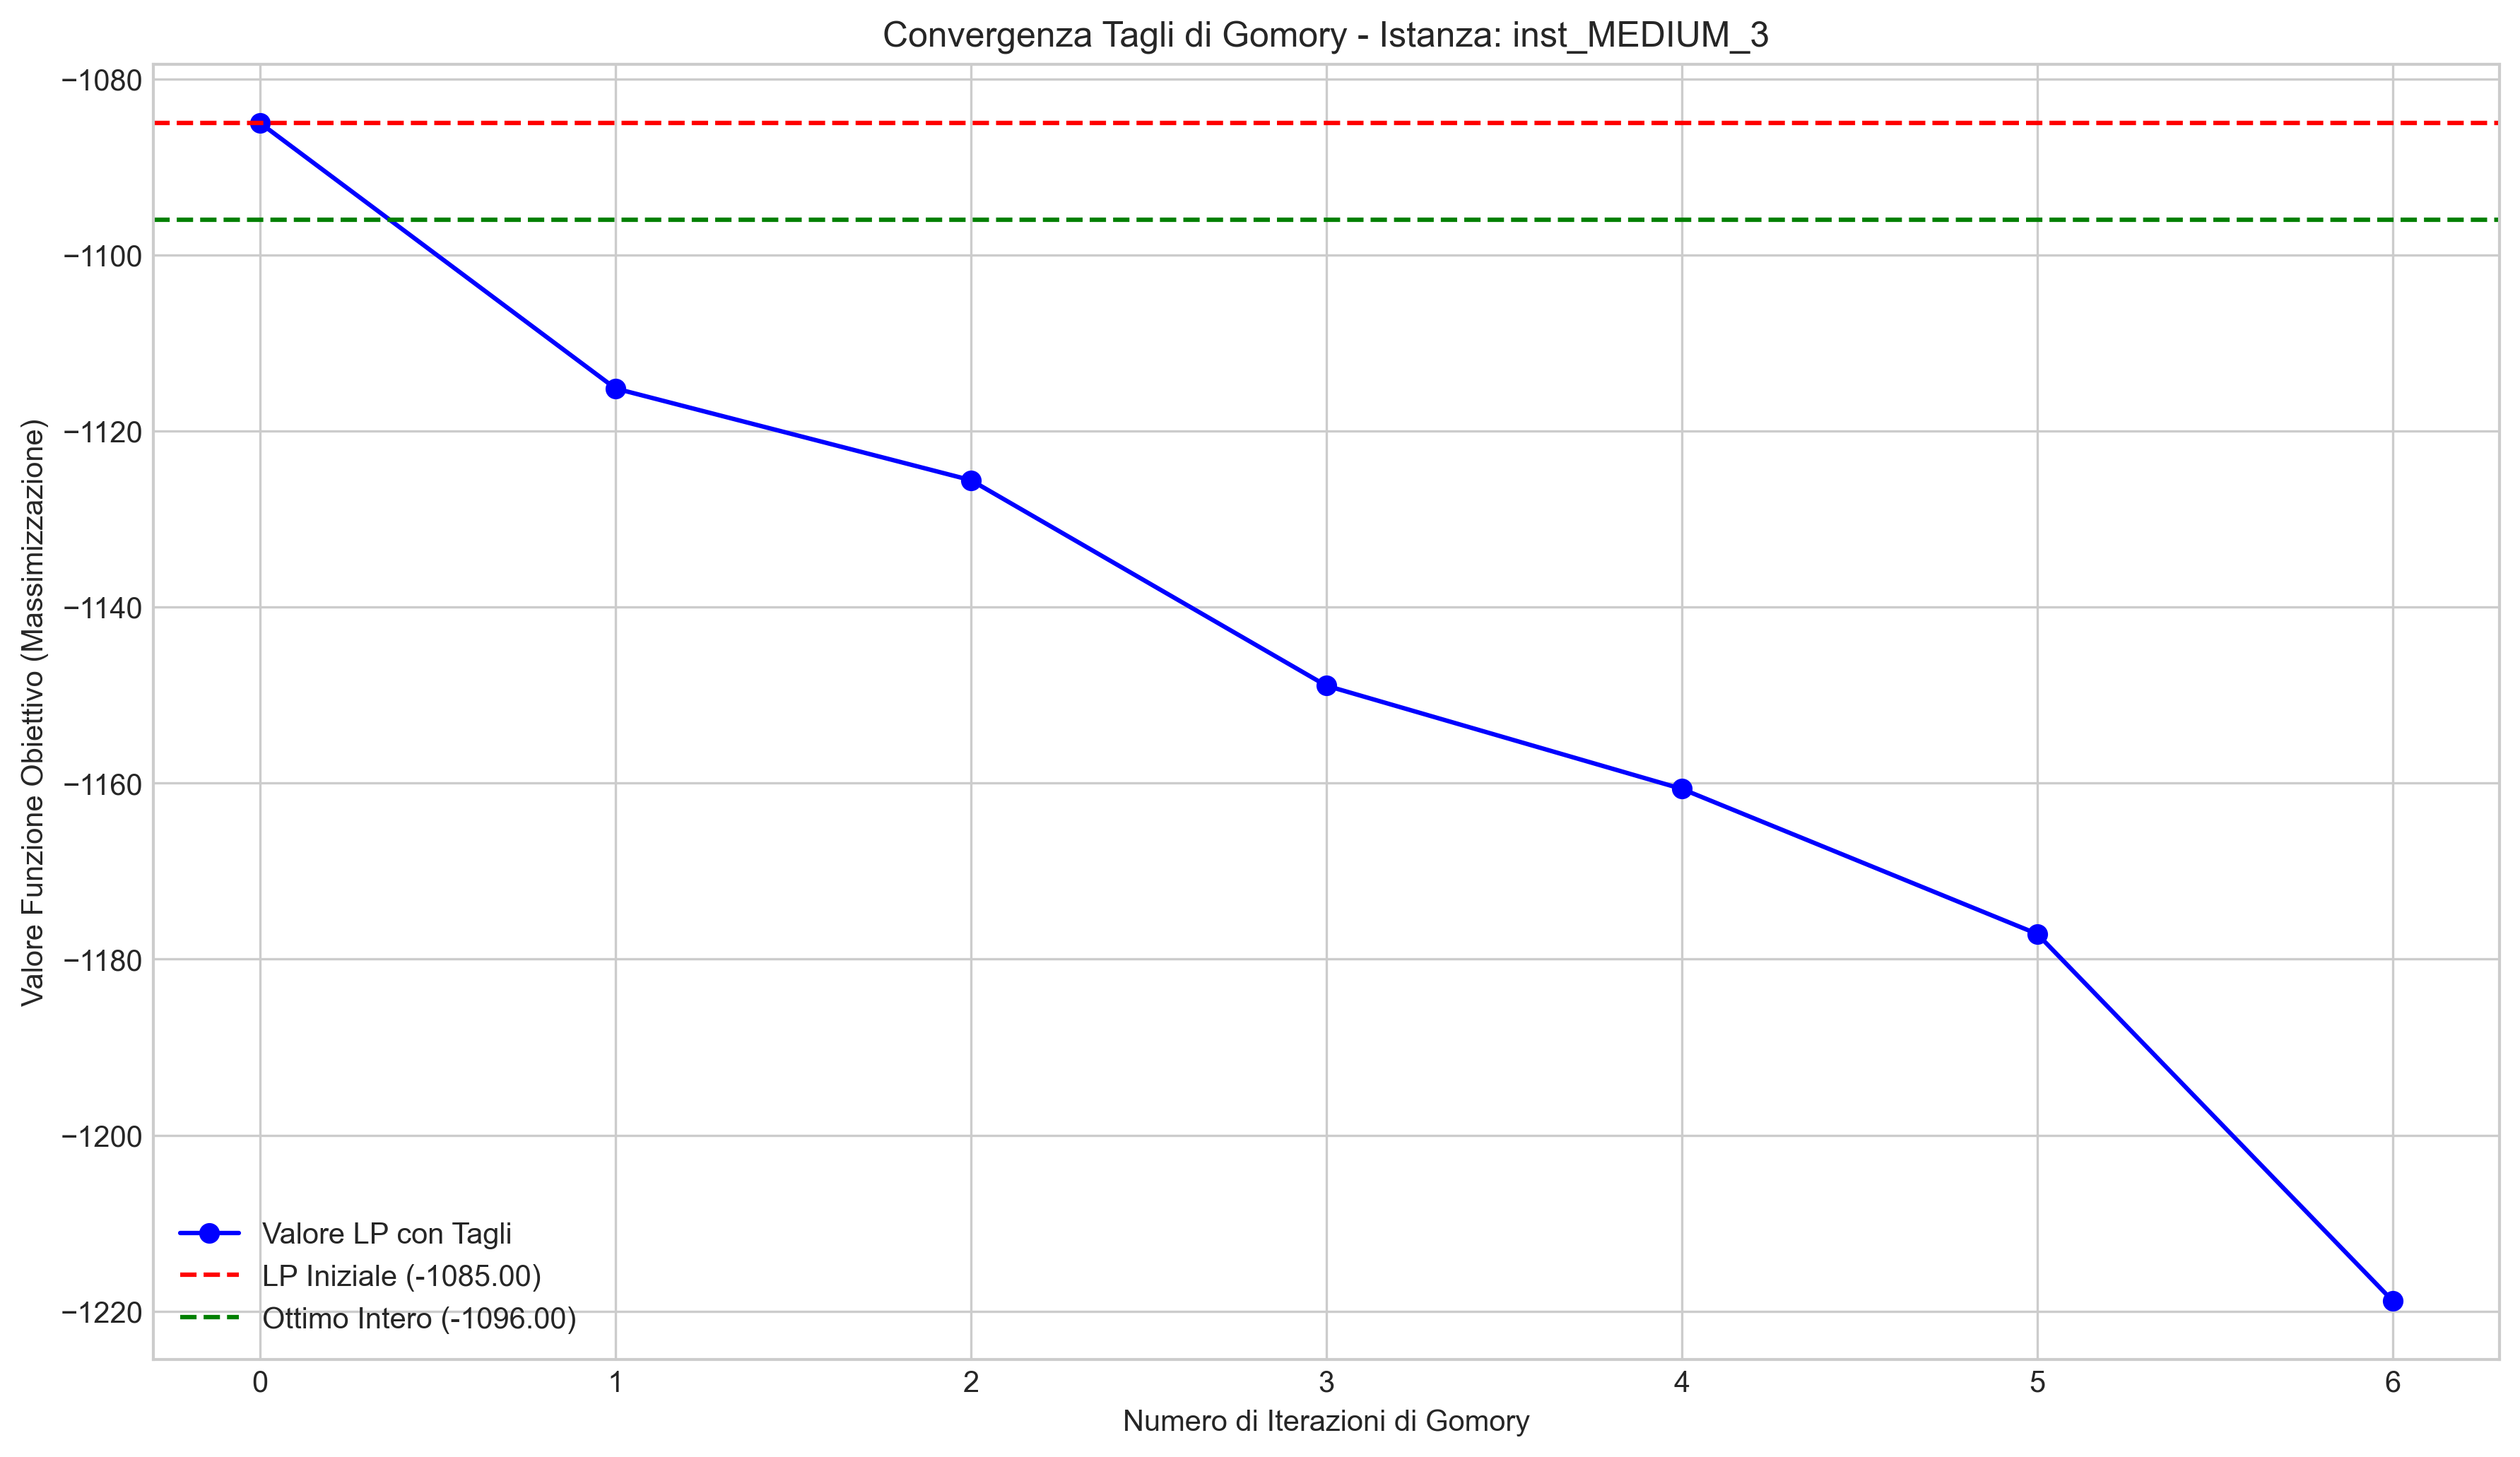 Convergenza Tagli di Gomory - Istanza: inst_MEDIUM_3
Valore Funzione Obiettivo (Massimizzazione)
−1080
−1100
−1120
−1140
−1160
−1180
−1200
−1220
Valore LP con Tagli
LP Iniziale (-1085.00)
Ottimo Intero (-1096.00)
0 1 2 3 4 5 6
Numero di Iterazioni di Gomory